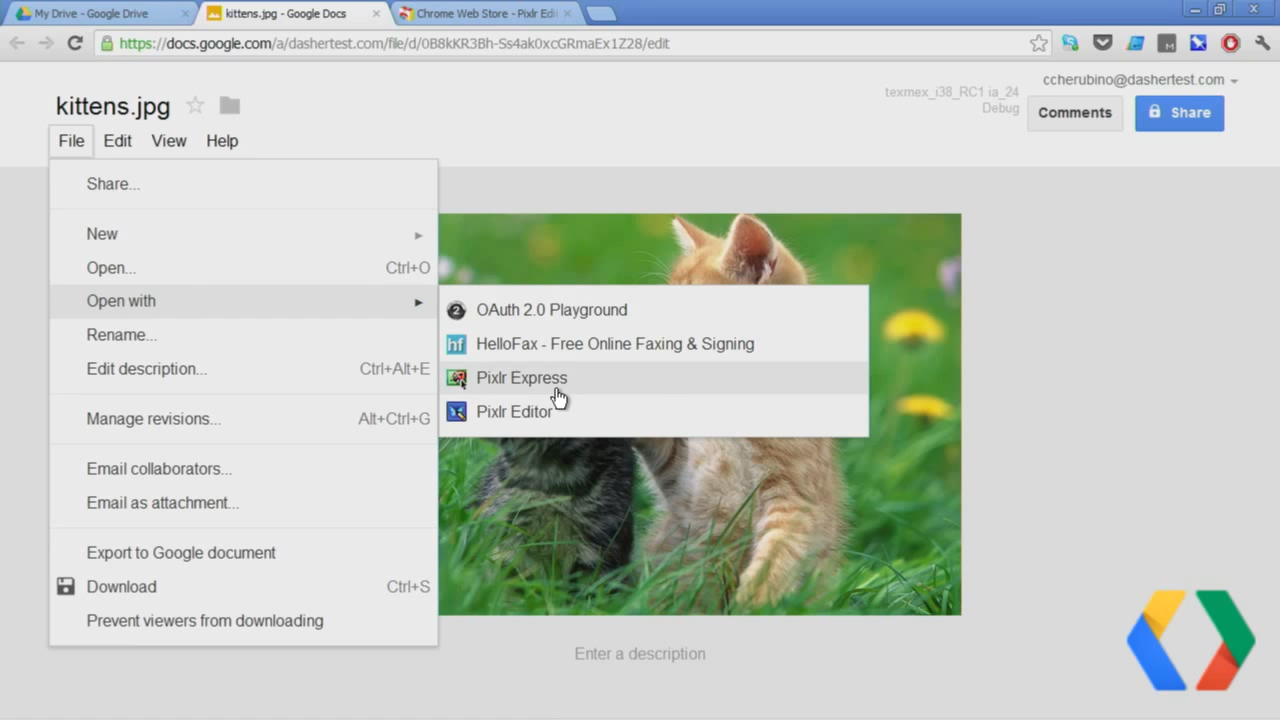 My Drive - Google Drive
kittens.jpg - Google Docs
Chrome Web Store - Pixlr Edi
https://docs.google.com/a/dashertest/file/d/0B8kKR3Bh-Ss4ak0xcGRmaEx1Z28/edit
ccherubino@dashertest.com
texmex_i38_RC1 ia_24
Debug
kittens.jpg
Comments
Share
File Edit View Help
Share...
New
Open... Ctrl+O
Open with
OAuth 2.0 Playground
Rename...
HelloFax - Free Online Faxing & Signing
Edit description... Ctrl+Alt+E
Pixlr Express
Manage revisions... Alt+Ctrl+G
Pixlr Editor
Email collaborators...
Email as attachment...
Export to Google document
Download Ctrl+S
Prevent viewers from downloading
Enter a description